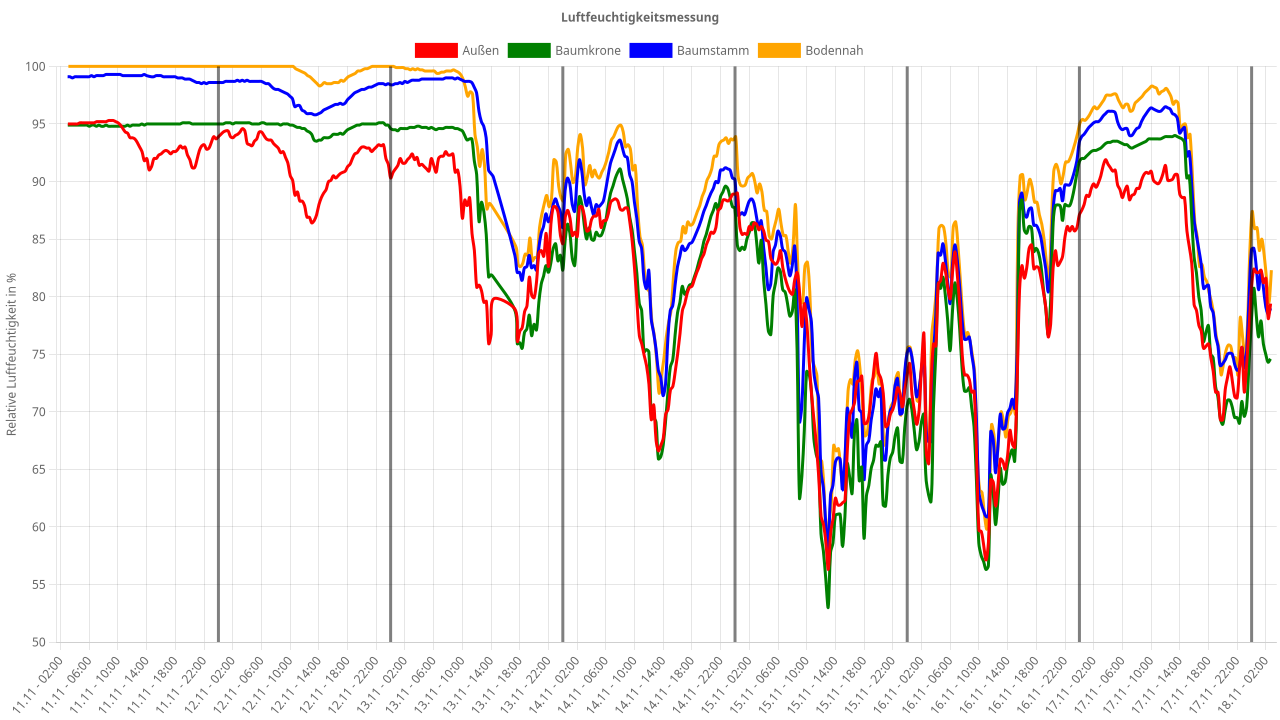 Luftfeuchtigkeitsmessung
Außen Baumkrone Baumstamm Bodennah
Relative Luftfeuchtigkeit in %
100
95
90
85
80
75
70
65
60
55
50
11.11 - 02:00
11.11 - 06:00
11.11 - 10:00
11.11 - 14:00
11.11 - 18:00
11.11 - 22:00
12.11 - 02:00
12.11 - 06:00
12.11 - 10:00
12.11 - 14:00
12.11 - 18:00
12.11 - 22:00
13.11 - 02:00
13.11 - 06:00
13.11 - 10:00
13.11 - 14:00
13.11 - 18:00
13.11 - 22:00
14.11 - 02:00
14.11 - 06:00
14.11 - 10:00
14.11 - 14:00
14.11 - 18:00
14.11 - 22:00
15.11 - 02:00
15.11 - 06:00
15.11 - 10:00
15.11 - 14:00
15.11 - 18:00
15.11 - 22:00
16.11 - 02:00
16.11 - 06:00
16.11 - 10:00
16.11 - 14:00
16.11 - 18:00
16.11 - 22:00
17.11 - 02:00
17.11 - 06:00
17.11 - 10:00
17.11 - 14:00
17.11 - 18:00
17.11 - 22:00
18.11 - 02:00